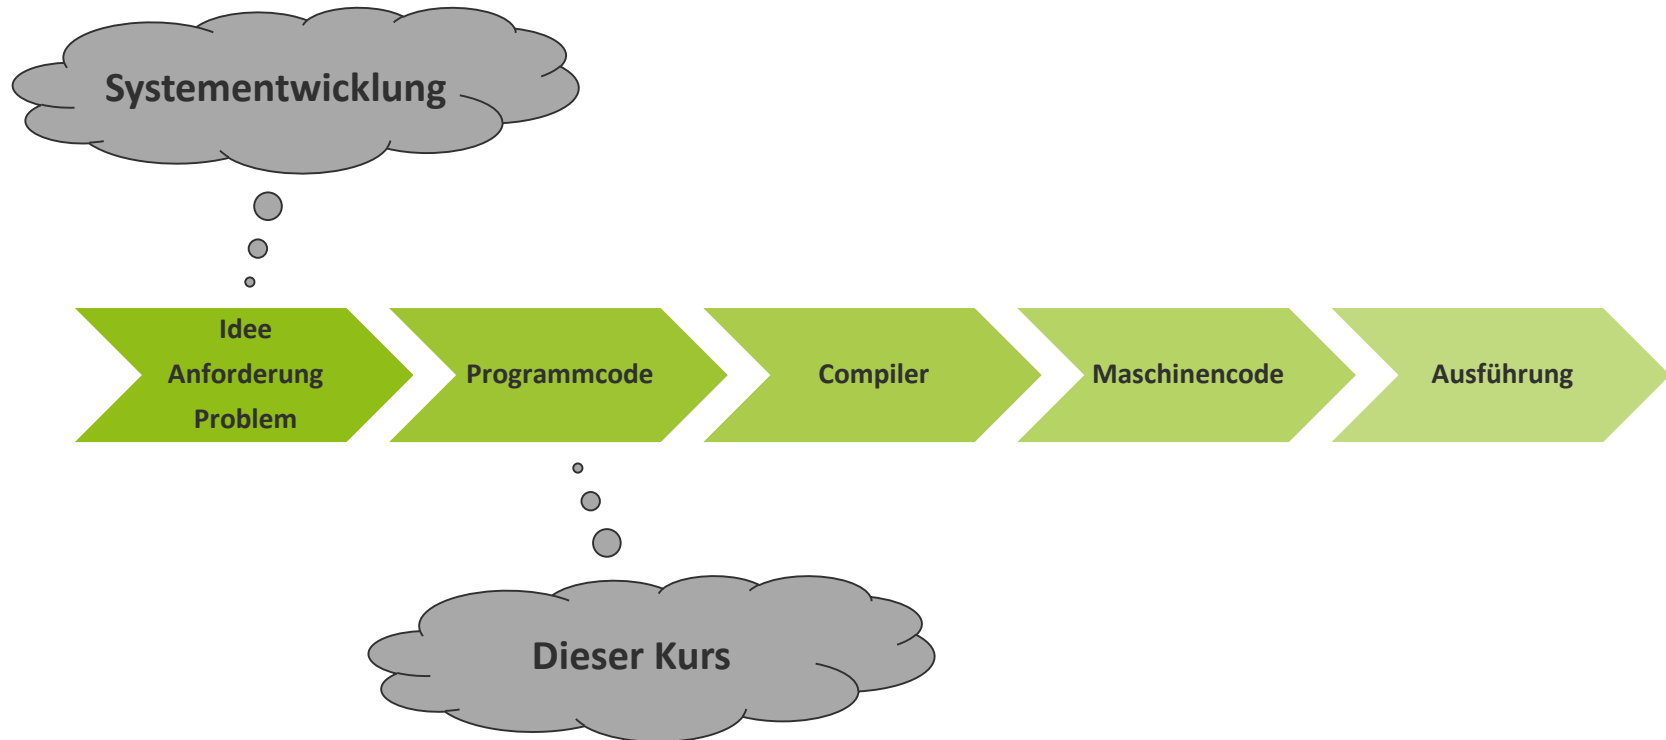 Systementwicklung
Idee
Anforderung
Problem
Programmcode
Compiler
Maschinencode
Ausführung
Dieser Kurs